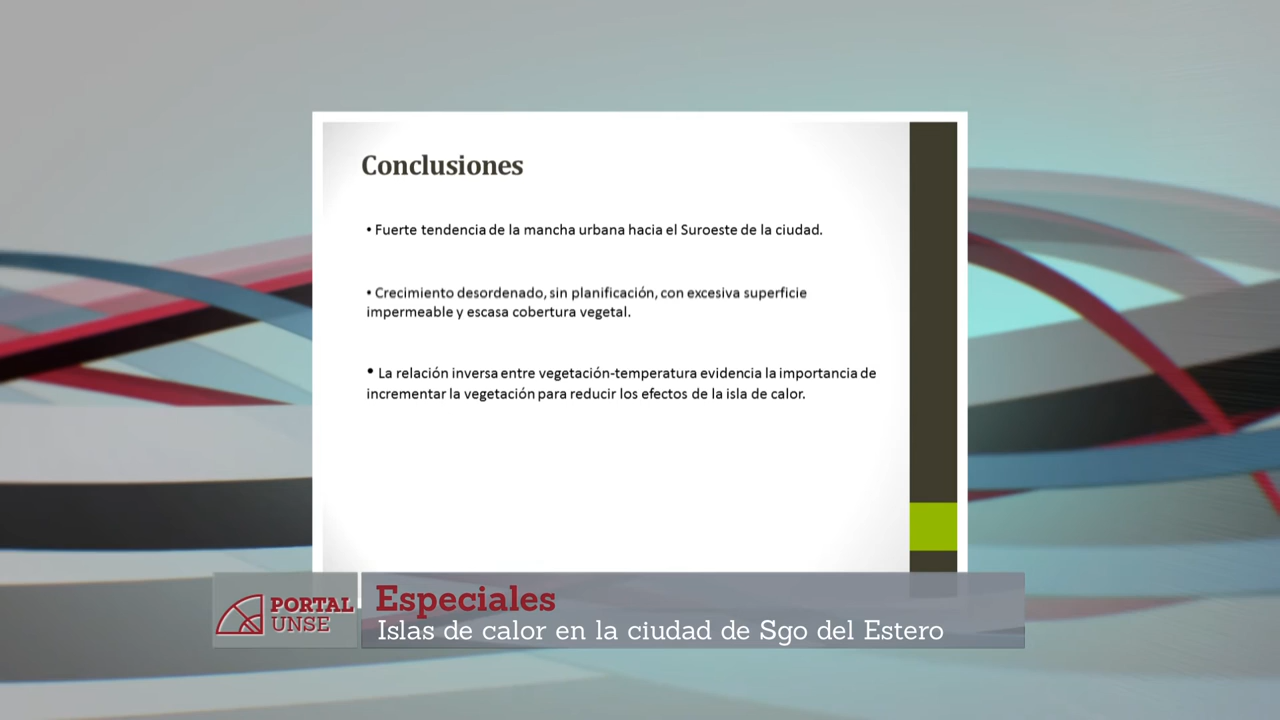 Conclusiones
• Fuerte tendencia de la mancha urbana hacia el Suroeste de la ciudad.
• Crecimiento desordenado, sin planificación, con excesiva superficie
impermeable y escasa cobertura vegetal.
• La relación inversa entre vegetación-temperatura evidencia la importancia de
incrementar la vegetación para reducir los efectos de la isla de calor.
PORTAL
UNSE
Especiales
Islas de calor en la ciudad de Sgo del Estero